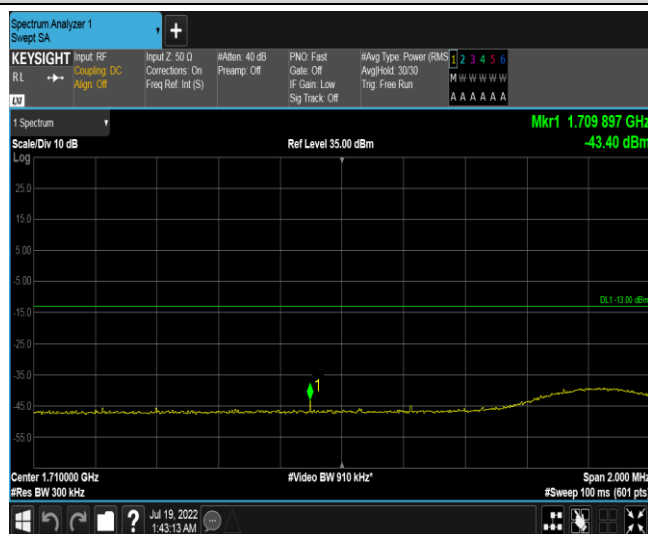 Spectrum Analyzer 1
Swept SA
+
KEYSIGHT Input: RF Input Z: 50 Ω #Atten: 40 dB PNO: Fast #Avg Type: Power (RMS 1 2 3 4 5 6
RL Coupling: DC Corrections: On Preamp: Off Gate: Off Avg|Hold: 30/30 M W W W W W
Align: Off Freq Ref: Int (S) IF Gain: Low Trig: Free Run
LXI Sig Track: Off A A A A A A
1 Spectrum Mkr1 1.709 897 GHz
Scale/Div 10 dB Ref Level 35.00 dBm -43.40 dBm
Log
25.0
15.0
5.00
-5.00
DL1 -13.00 dBm
-15.0
-25.0
-35.0
1
-45.0
-55.0
Center 1.710000 GHz #Video BW 910 kHz* Span 2.000 MHz
#Res BW 300 kHz #Sweep 100 ms (601 pts)
? Jul 19, 2022
1:43:13 AM